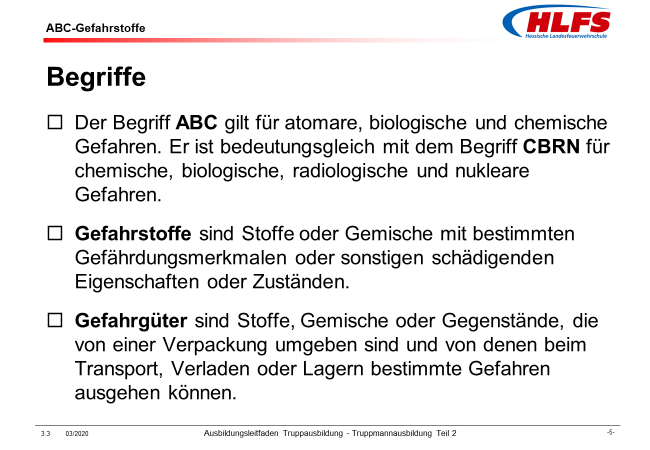 ABC-Gefahrstoffe
HLFS
Hessische Landesfeuerwehrschule
Begriffe
Der Begriff ABC gilt für atomare, biologische und chemische
Gefahren. Er ist bedeutungsgleich mit dem Begriff CBRN für
chemische, biologische, radiologische und nukleare
Gefahren.
Gefahrstoffe sind Stoffe oder Gemische mit bestimmten
Gefährdungsmerkmalen oder sonstigen schädigenden
Eigenschaften oder Zuständen.
Gefahrgüter sind Stoffe, Gemische oder Gegenstände, die
von einer Verpackung umgeben sind und von denen beim
Transport, Verladen oder Lagern bestimmte Gefahren
ausgehen können.
3.3 03/2020 Ausbildungsleitfaden Truppausbildung - Truppmannausbildung Teil 2 -6-